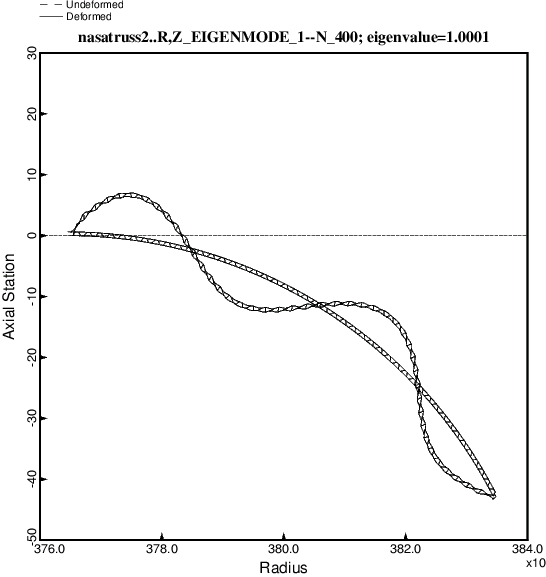 Undeformed
Deformed
nasatruss2..R,Z_EIGENMODE_1--N_400; eigenvalue=1.0001
30
20
10
0
-10
-20
-30
-40
-50
Axial Station
376.0 378.0 380.0 382.0 384.0
x10
Radius